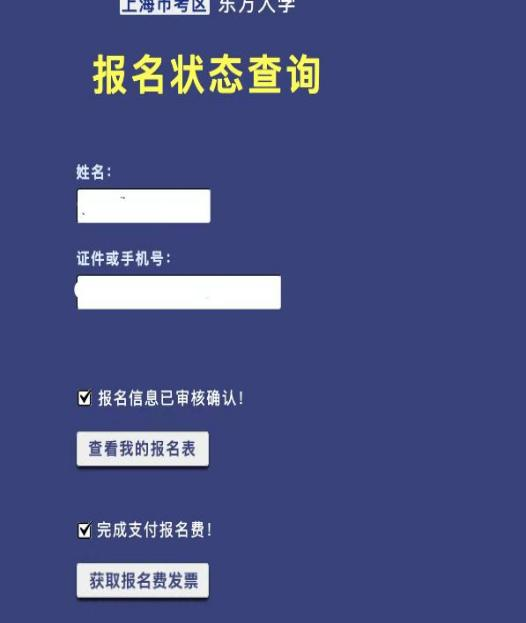 上海市考区 东方大学
报名状态查询
姓名：
证件或手机号：
报名信息已审核确认！
查看我的报名表
完成支付报名费！
获取报名费发票